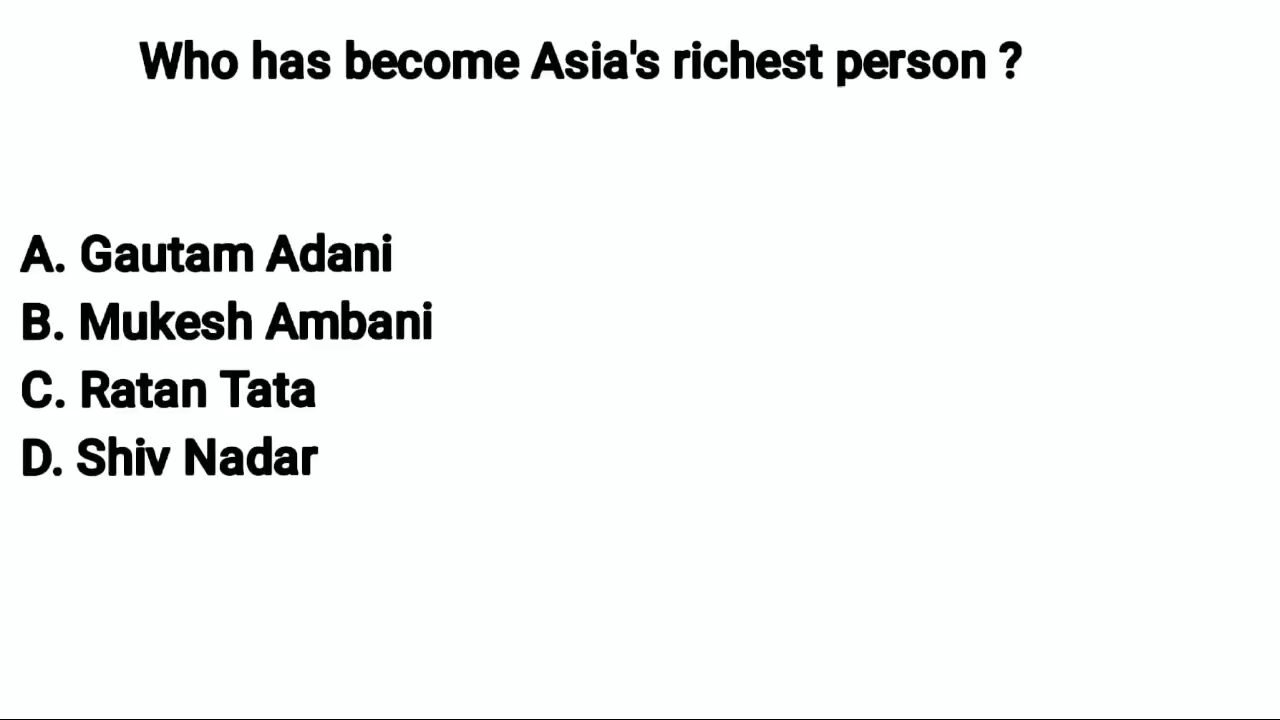 Who has become Asia's richest person ?
A. Gautam Adani
B. Mukesh Ambani
C. Ratan Tata
D. Shiv Nadar